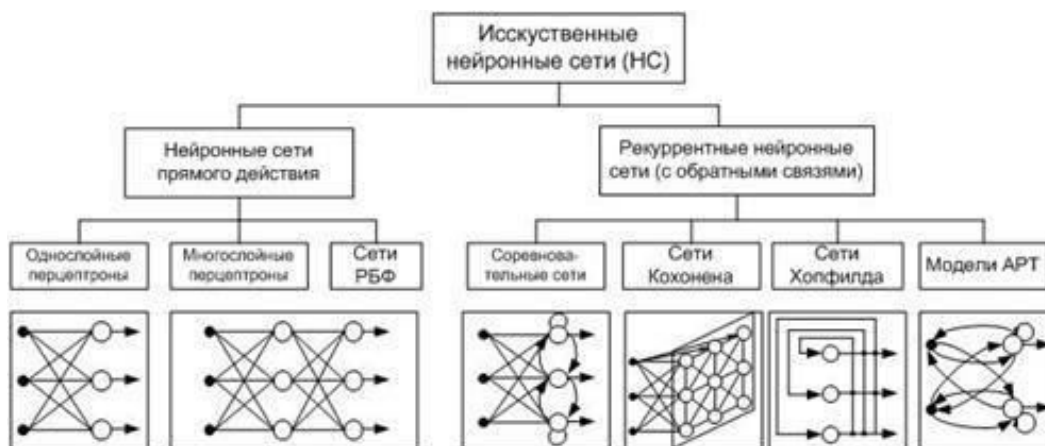 Исскуственные
нейронные сети (НС)
Нейронные сети
прямого действия
Рекуррентные нейронные
сети (с обратными связями)
Однослойные
перцептроны
Многослойные
перцептроны
Сети
РБФ
Соревнова-
тельные сети
Сети
Кохонена
Сети
Хопфилда
Модели АРТ